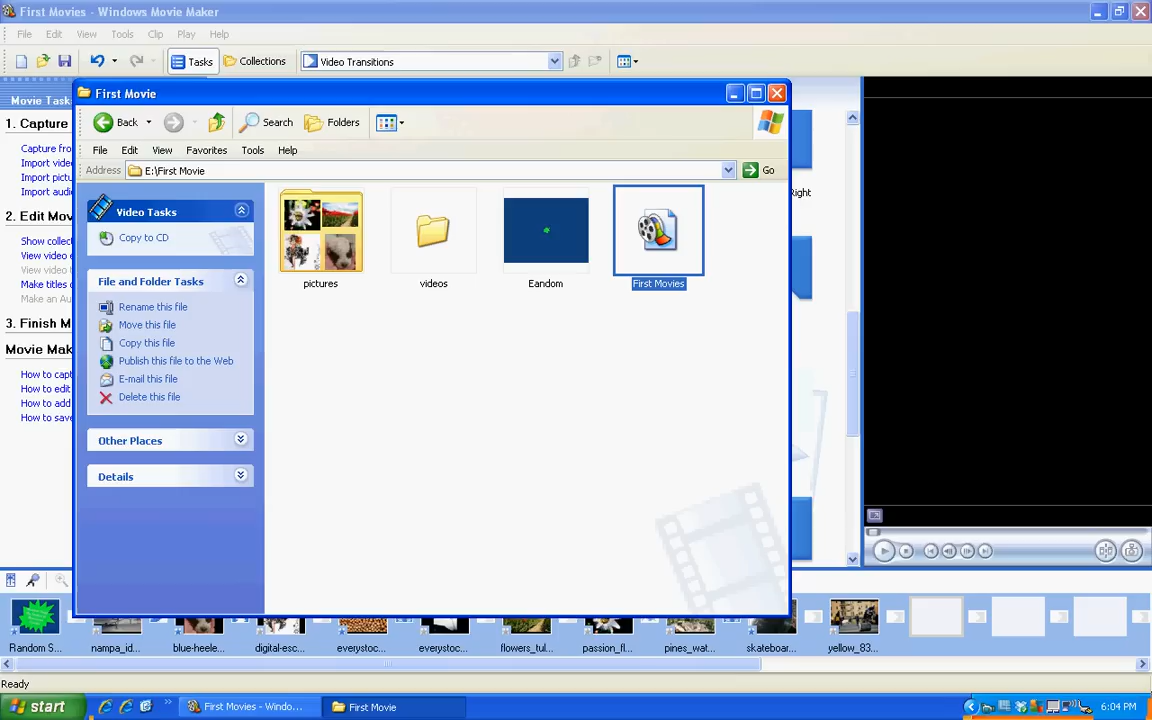 First Movies - Windows Movie Maker
File Edit View Tools Clip Play Help
Tasks Collections Video Transitions
Movie Task
First Movie
1. Capture
Capture fro
Import vide
Import pictu
Import audi
2. Edit Mov
Show collec
View video e
View video t
Make titles o
Make an Au
3. Finish M
Movie Mak
How to capt
How to edit
How to add
How to save
Back Search Folders
File Edit View Favorites Tools Help
Address E:\First Movie Go
Video Tasks
Copy to CD
File and Folder Tasks
Rename this file
Move this file
Copy this file
Publish this file to the Web
E-mail this file
Delete this file
Other Places
Details
pictures videos Eandom First Movies
Right
Random S... nampa_id... blue-heele... digital-esc... everystoc... everystoc... flowers_tul... passion_fl... pines_wat... skateboar... yellow_83...
Ready
start First Movies - Windo... First Movie 6:04 PM